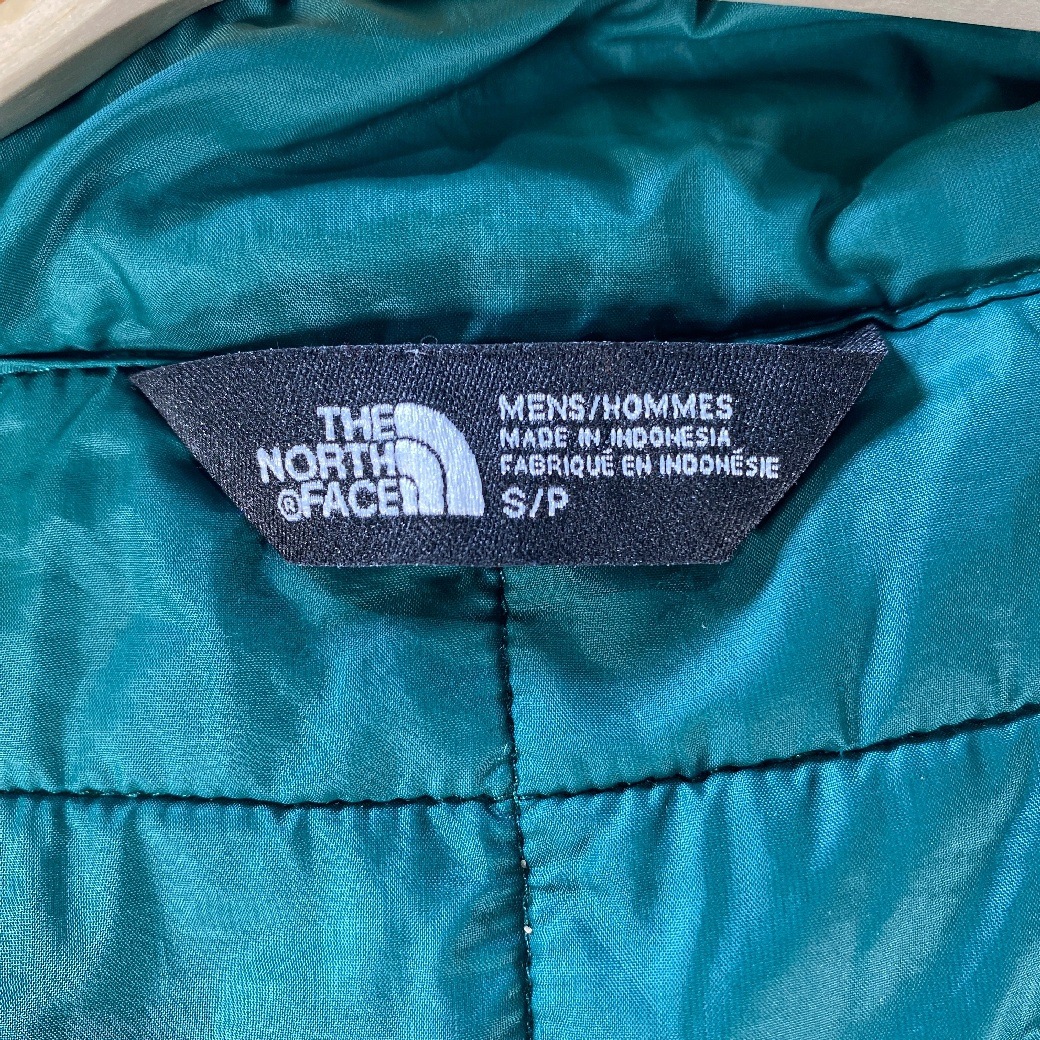 THE
NORTH
®FACE
MENS/HOMMES
MADE IN INDONESIA
FABRIQUÉ EN INDONÉSIE
S/P